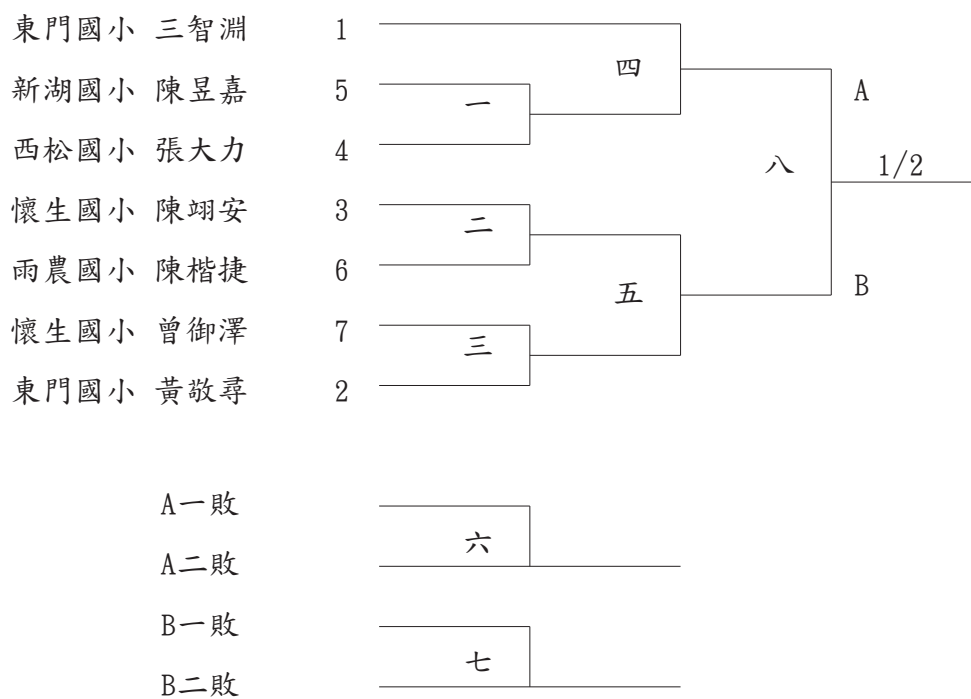 東門國小 三智淵 1
四
新湖國小 陳昱嘉 5
一
A
西松國小 張大力 4
八 1/2
懷生國小 陳翊安 3
二
雨農國小 陳楷捷 6
五
B
懷生國小 曾御澤 7
三
東門國小 黃敬尋 2
A一敗
六
A二敗
B一敗
七
B二敗